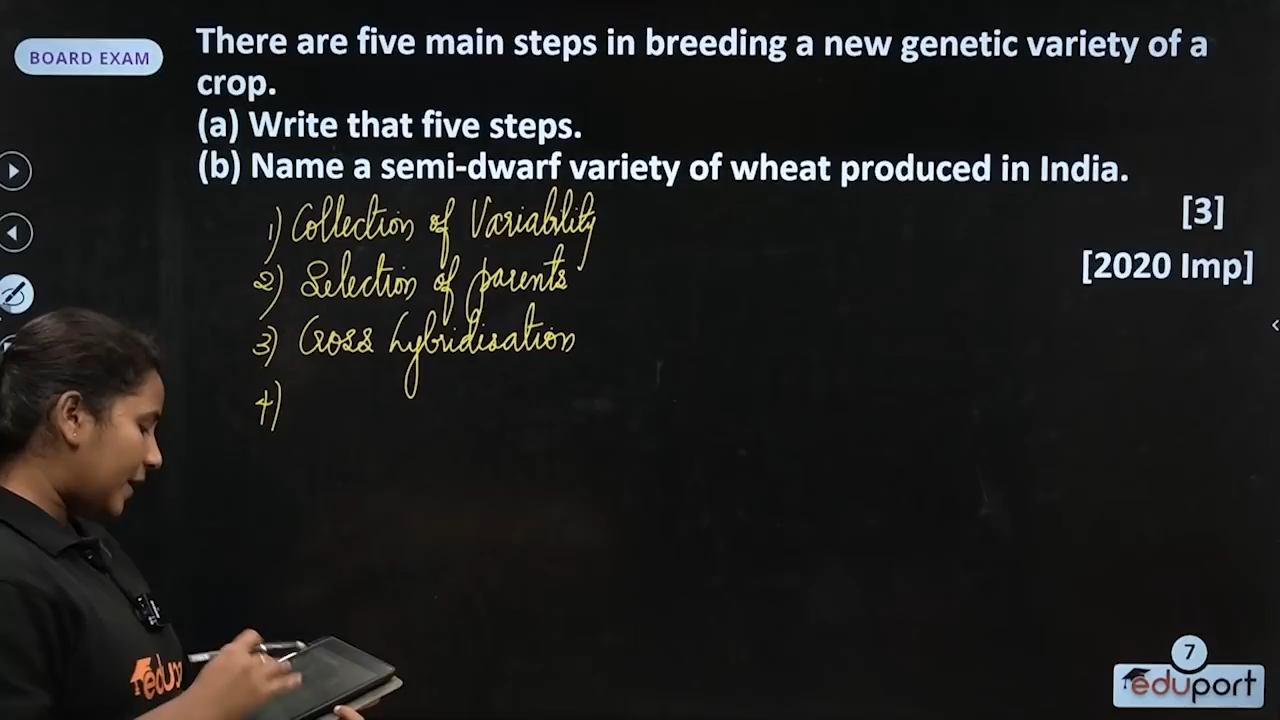 BOARD EXAM
There are five main steps in breeding a new genetic variety of a
crop.
(a) Write that five steps.
(b) Name a semi-dwarf variety of wheat produced in India.
[3]
[2020 Imp]
1) Collection of Variability
2) Selection of parents
3) Cross hybridisation
4)
edup
7
eduport